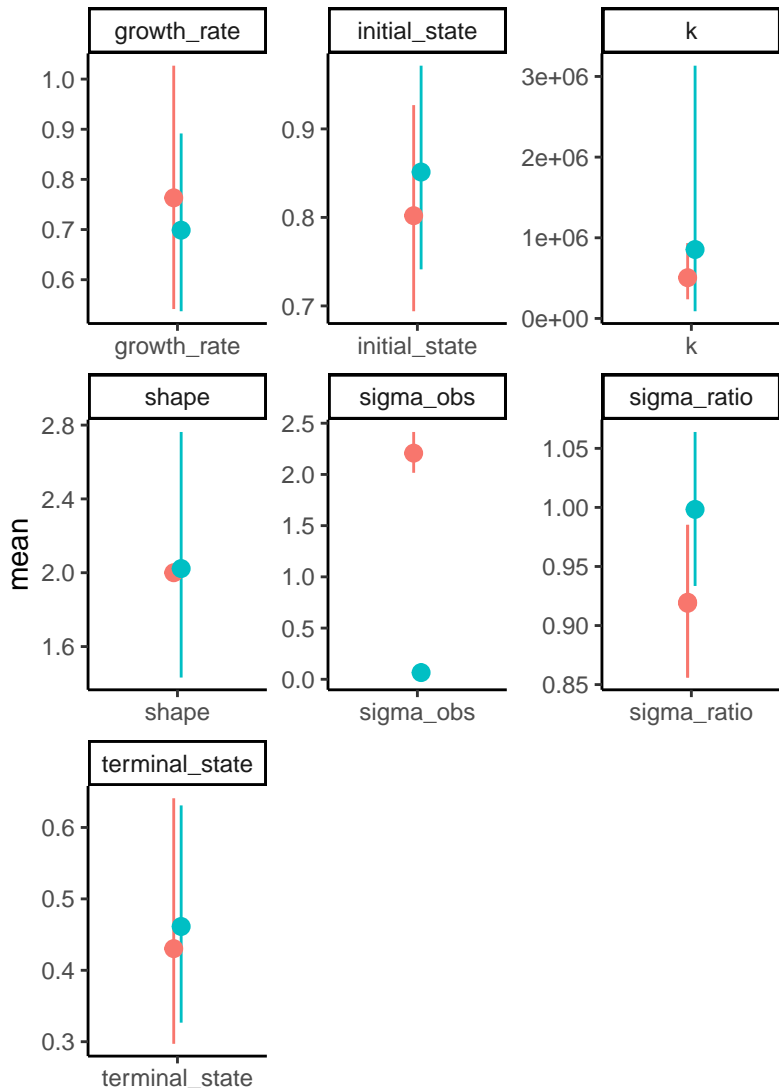 growth_rate
initial_state
k
1.0
0.9
0.8
0.7
0.6
growth_rate
0.9
0.8
0.7
initial_state
3e+06
2e+06
1e+06
0e+00
k
shape
sigma_obs
sigma_ratio
mean
2.8
2.4
2.0
1.6
shape
2.5
2.0
1.5
1.0
0.5
0.0
sigma_obs
1.05
1.00
0.95
0.90
0.85
sigma_ratio
terminal_state
0.6
0.5
0.4
0.3
terminal_state